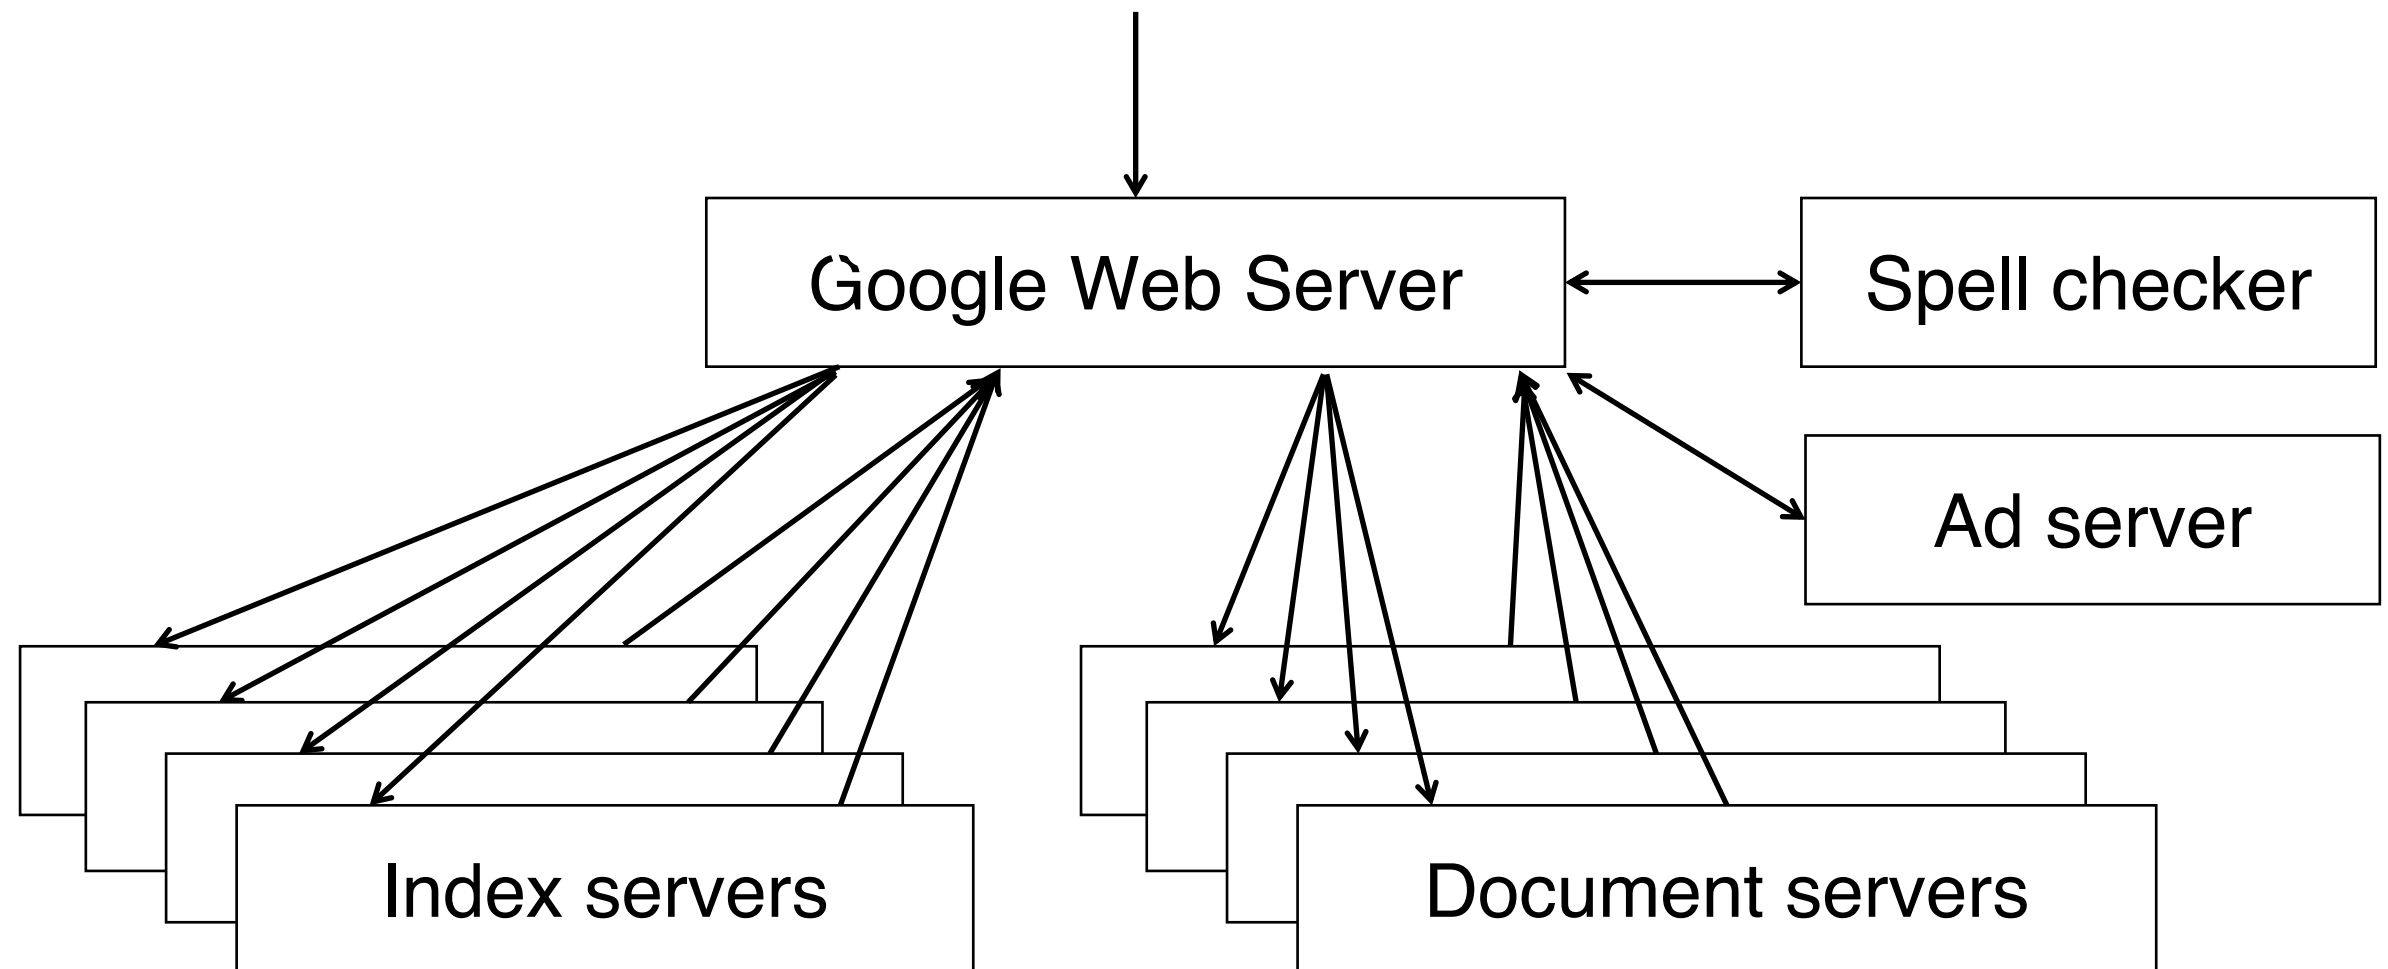 Google Web Server
Spell checker
Ad server
Index servers
Document servers